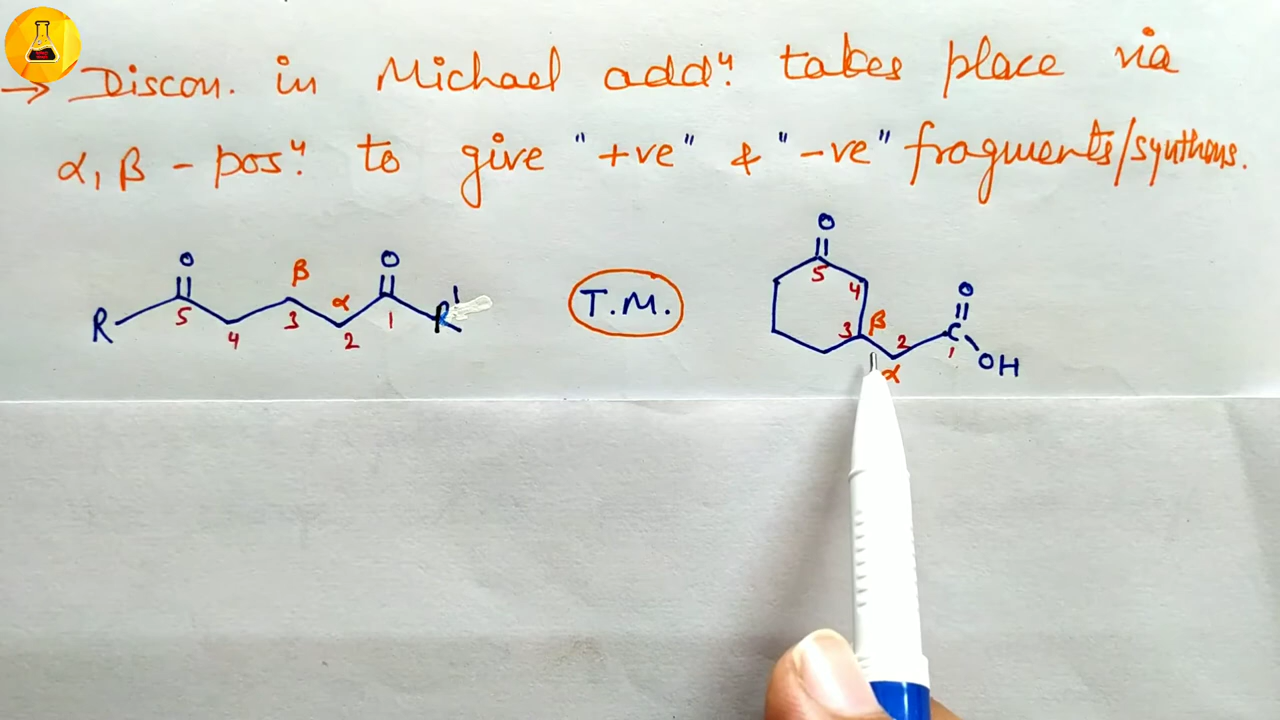 → Discon. in Michael addⁿ. takes place via
α, β - posⁿ. to give "+ve" & "-ve" fragments/synthons.
O O O
R 5 4 3 β 2 α 1 R'
T.M.
5 4 3 β 2 α C 1 O OH